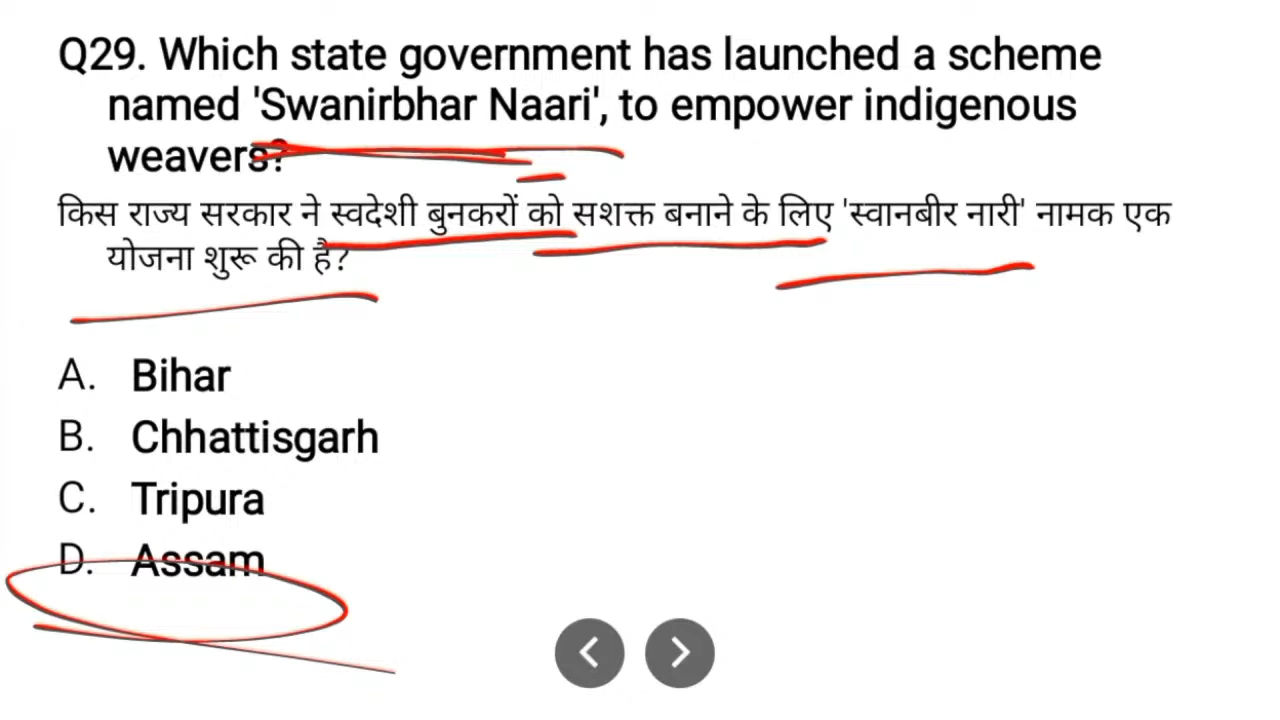 Q29. Which state government has launched a scheme
named 'Swanirbhar Naari', to empower indigenous
weavers?
किस राज्य सरकार ने स्वदेशी बुनकरों को सशक्त बनाने के लिए 'स्वानबीर नारी' नामक एक
योजना शुरू की है?
A. Bihar
B. Chhattisgarh
C. Tripura
D. Assam